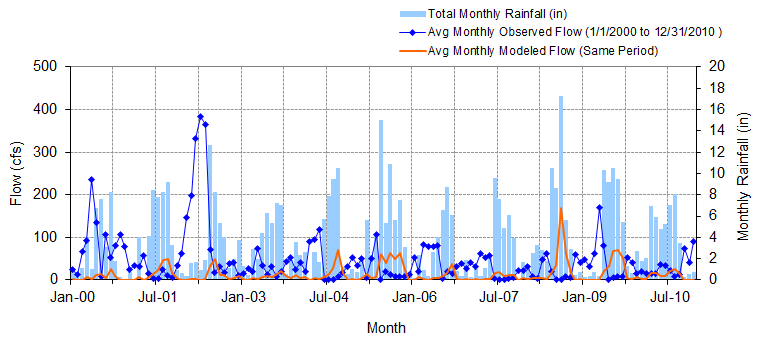 Total Monthly Rainfall (in)
Avg Monthly Observed Flow (1/1/2000 to 12/31/2010 )
Avg Monthly Modeled Flow (Same Period)
500
400
300
200
100
0
Flow (cfs)
20
18
16
14
12
10
8
6
4
2
0
Monthly Rainfall (in)
Jan-00 Jul-01 Jan-03 Jul-04 Jan-06 Jul-07 Jan-09 Jul-10
Month